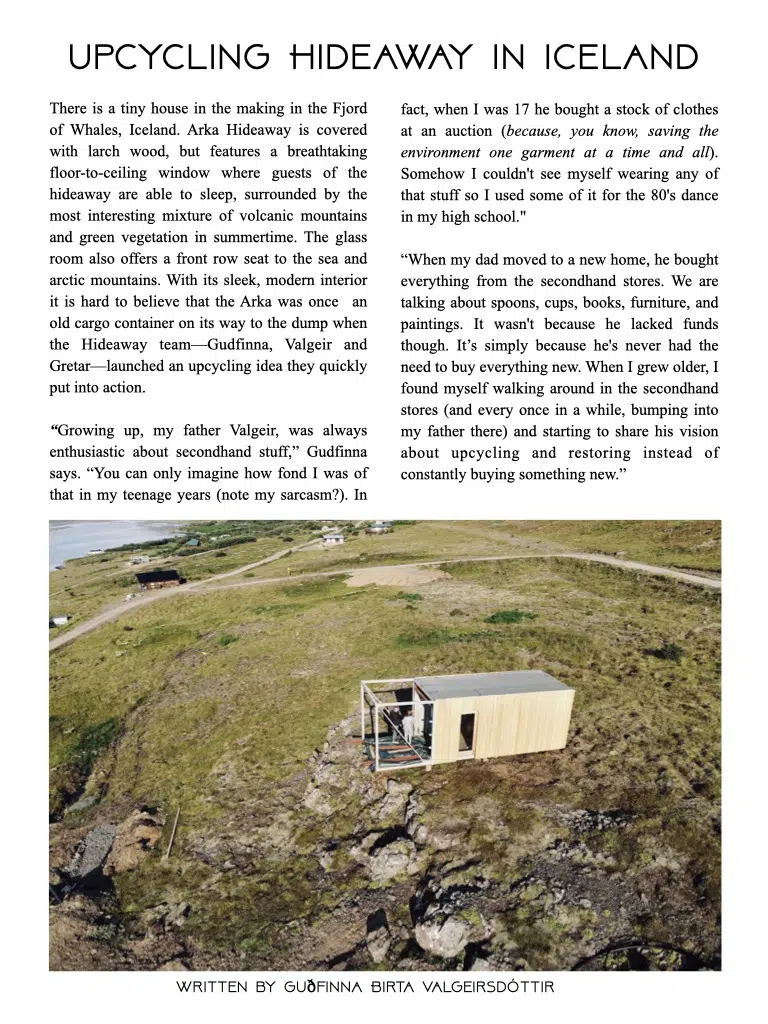 UPCYCLING HIDEAWAY IN ICELAND
There is a tiny house in the making in the Fjord
of Whales, Iceland. Arka Hideaway is covered
with larch wood, but features a breathtaking
floor-to-ceiling window where guests of the
hideaway are able to sleep, surrounded by the
most interesting mixture of volcanic mountains
and green vegetation in summertime. The glass
room also offers a front row seat to the sea and
arctic mountains. With its sleek, modern interior
it is hard to believe that the Arka was once an
old cargo container on its way to the dump when
the Hideaway team—Gudfinna, Valgeir and
Gretar—launched an upcycling idea they quickly
put into action.
“Growing up, my father Valgeir, was always
enthusiastic about secondhand stuff,” Gudfinna
says. “You can only imagine how fond I was of
that in my teenage years (note my sarcasm?). In
fact, when I was 17 he bought a stock of clothes
at an auction (because, you know, saving the
environment one garment at a time and all).
Somehow I couldn't see myself wearing any of
that stuff so I used some of it for the 80's dance
in my high school."
“When my dad moved to a new home, he bought
everything from the secondhand stores. We are
talking about spoons, cups, books, furniture, and
paintings. It wasn't because he lacked funds
though. It’s simply because he's never had the
need to buy everything new. When I grew older, I
found myself walking around in the secondhand
stores (and every once in a while, bumping into
my father there) and starting to share his vision
about upcycling and restoring instead of
constantly buying something new.”
WRITTEN BY GUÐFINNA BIRTA VALGEIRSDÓTTIR